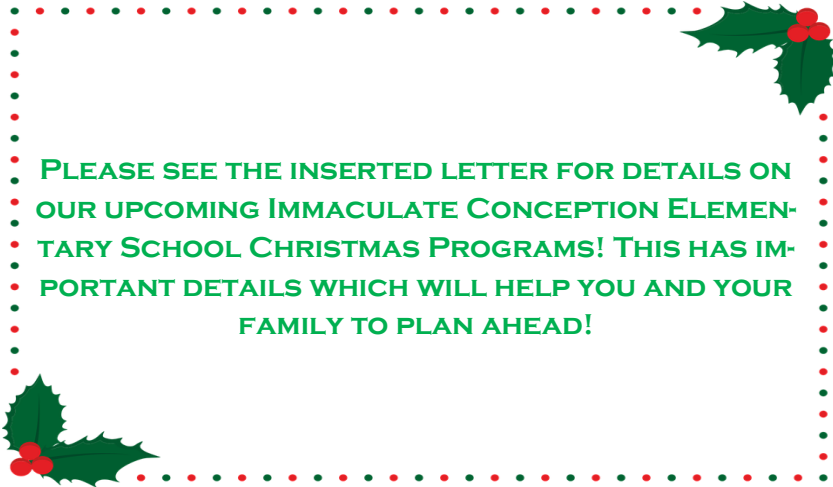 Please see the inserted letter for details on
our upcoming Immaculate Conception Elemen-
tary School Christmas Programs! This has im-
portant details which will help you and your
family to plan ahead!